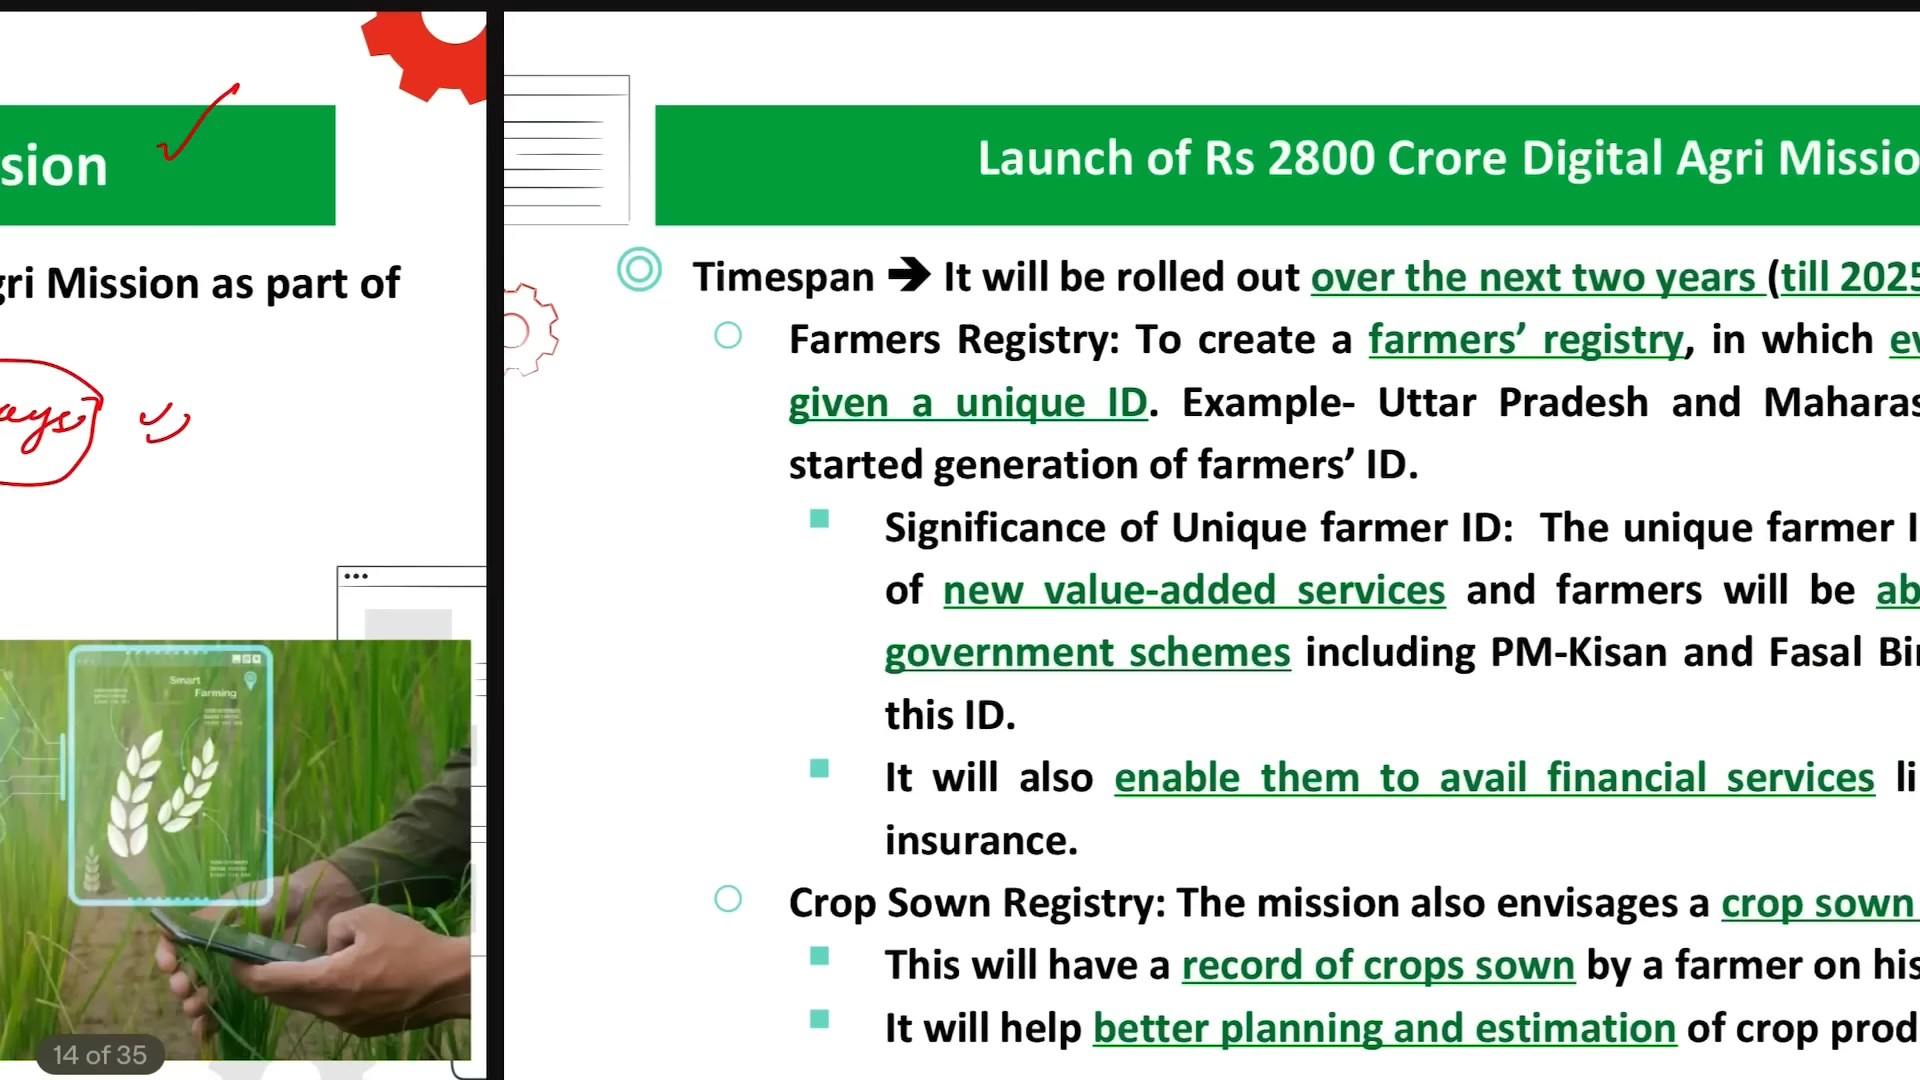 sion
gri Mission as part of
ays
Smart
Farming
14 of 35
Launch of Rs 2800 Crore Digital Agri Missio
Timespan ➔ It will be rolled out over the next two years (till 2025
Farmers Registry: To create a farmers’ registry, in which ev
given a unique ID. Example- Uttar Pradesh and Maharas
started generation of farmers’ ID.
Significance of Unique farmer ID: The unique farmer I
of new value-added services and farmers will be ab
government schemes including PM-Kisan and Fasal Bi
this ID.
It will also enable them to avail financial services li
insurance.
Crop Sown Registry: The mission also envisages a crop sown
This will have a record of crops sown by a farmer on his
It will help better planning and estimation of crop prod